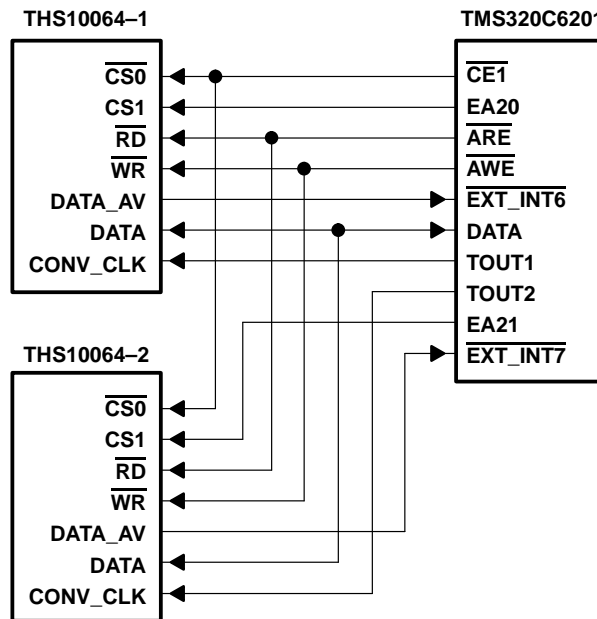 THS10064–1
CS0
CS1
RD
WR
DATA_AV
DATA
CONV_CLK
TMS320C6201
CE1
EA20
ARE
AWE
EXT_INT6
DATA
TOUT1
TOUT2
EA21
EXT_INT7
THS10064–2
CS0
CS1
RD
WR
DATA_AV
DATA
CONV_CLK